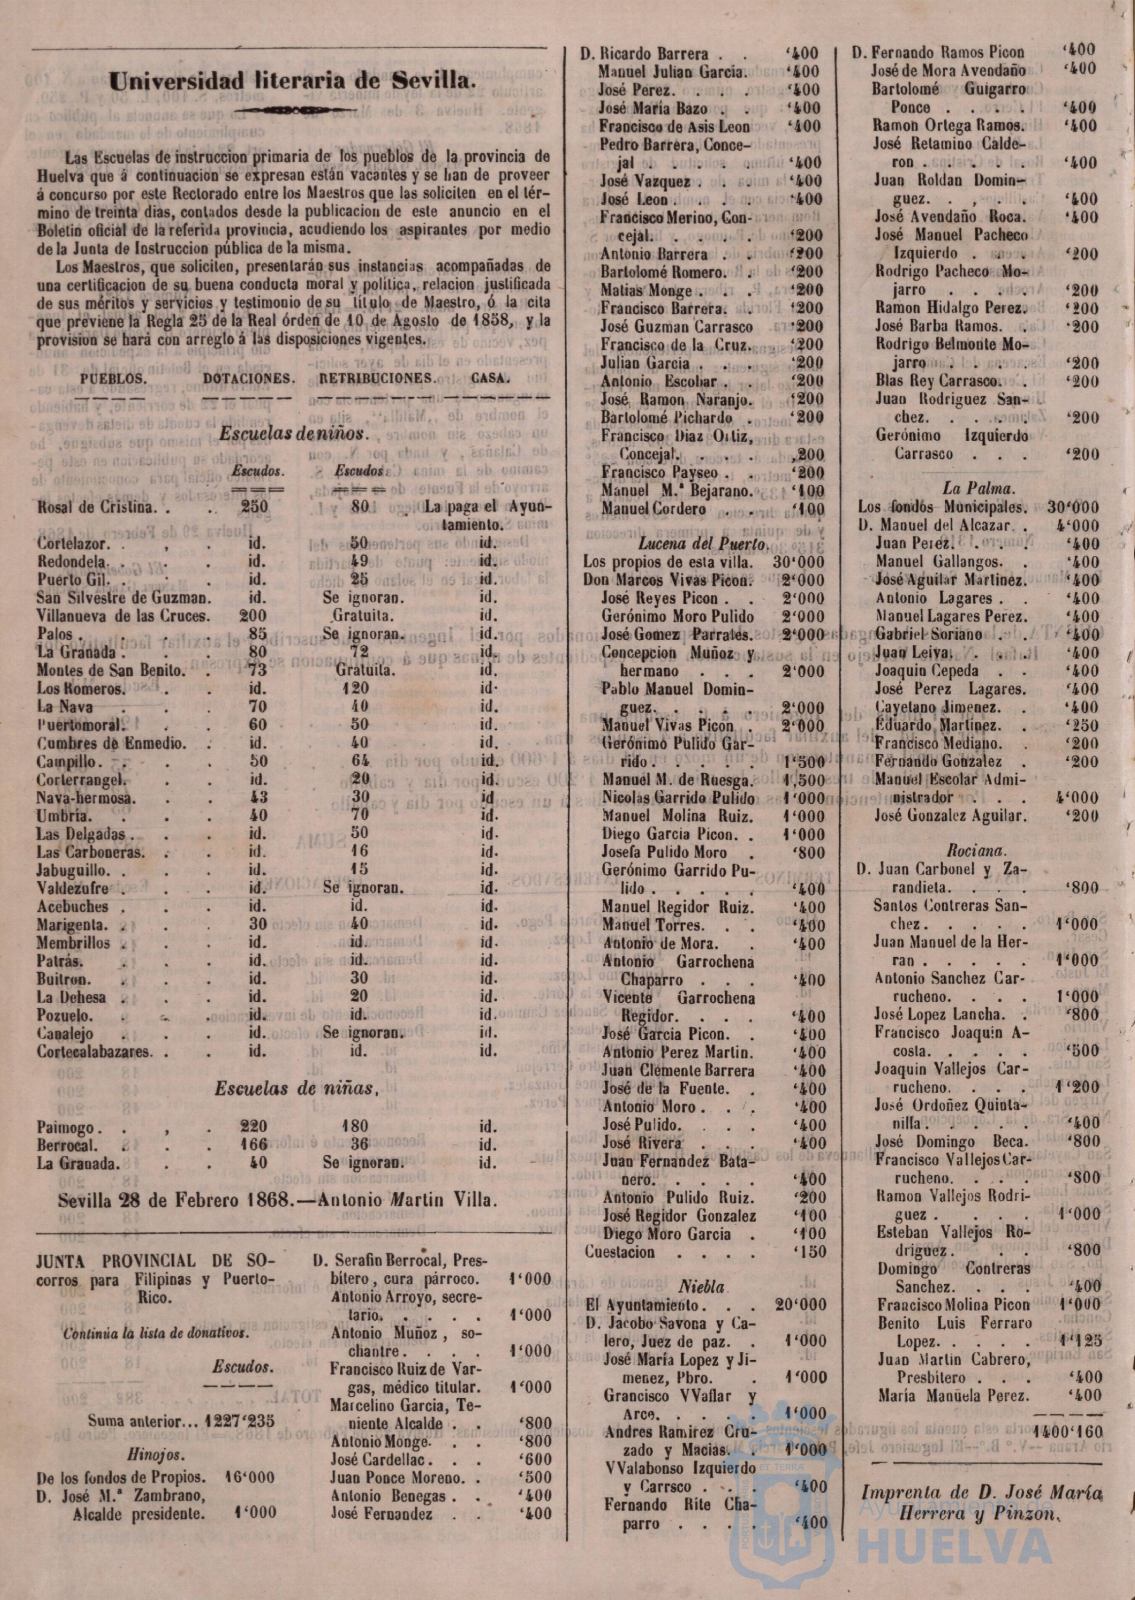 Universidad literaria de Sevilla.
Las Escuelas de instruccion primaria de los pueblos de la provincia de
Huelva que á continuacion se expresan están vacantes y se han de proveer
á concurso por este Rectorado entre los Maestros que las soliciten en el tér-
mino de treinta dias, contados desde la publicacion de este anuncio en el
Boletin oficial de la referida provincia, acudiendo los aspirantes por medio
de la Junta de Instruccion pública de la misma.
Los Maestros, que soliciten, presentarán sus instancias acompañadas de
una certificacion de su buena conducta moral y política, relacion justificada
de sus méritos y servicios y testimonio de su título de Maestro, ó la cita
que previene la Regla 25 de la Real órden de 10 de Agosto de 1858, y la
provision se hará con arreglo á las disposiciones vigentes.
PUEBLOS. DOTACIONES. RETRIBUCIONES. CASA.
Escuelas de niños.
Escudos. Escudos.
Rosal de Cristina. . . 250 80 La paga el Ayun-
tamiento.
Cortelazor. . , . id. 50 id.
Redondela. . . . id. 49 id.
Puerto Gil. . . . id. 25 id.
San Silvestre de Guzman. id. Se ignoran. id.
Villanueva de las Cruces. 200 Gratuita. id.
Palos . . . . 85 Se ignoran. id.
La Granada . . . 80 72 id.
Montes de San Benito. . 73 Gratuita. id.
Los Romeros. . . id. 120 id.
La Nava . . . 70 40 id.
Puertomoral. . . 60 50 id.
Cumbres de Enmedio. . id. 40 id.
Campillo. . . . 50 64 id.
Corterrangel. . . id. 20 id.
Nava-hermosa. . . 43 30 id
Umbría. . . . 40 70 id.
Las Delgadas . . . id. 50 id.
Las Carboneras. . . id. 16 id.
Jabuguillo. . . . id. 15 id.
Valdezufre . . . id. Se ignoran. id.
Acebuches . . . id. id. id.
Marigenta. . . . 30 40 id.
Membrillos . . . id. id. id.
Patrás. . . . id. id. id.
Buitron. . . . id. 30 id.
La Dehesa . . . id. 20 id.
Pozuelo. . . . id. id. id.
Canalejo . . . id. Se ignoran. id.
Cortecalabazares. . . id. id. id.
Escuelas de niñas,
Paimogo . . , . 220 180 id.
Berrocal. . . . 166 36 id.
La Granada. . . 40 Se ignoran. id.
Sevilla 28 de Febrero 1868.—Antonio Martin Villa.
JUNTA PROVINCIAL DE SO-
corros para Filipinas y Puerto-
Rico.
Continúa la lista de donativos.
Escudos.
Suma anterior... 1227‘235
Hinojos.
De los fondos de Propios. 16‘000
D. José M.ª Zambrano,
Alcalde presidente. 1‘000
D. Serafin Berrocal, Pres-
bítero, cura párroco. 1‘000
Antonio Arroyo, secre-
tario. . . . . 1‘000
Antonio Muñoz , so-
chantre . . . . 1‘000
Francisco Ruiz de Var-
gas, médico titular. 1‘000
Marcelino Garcia, Te-
niente Alcalde . . ‘800
Antonio Monge. . . ‘800
José Cardellac. . . ‘600
Juan Ponce Moreno. . ‘500
Antonio Benegas . . ‘400
José Fernandez . . ‘400
D. Ricardo Barrera . . ‘400
Manuel Julian Garcia. ‘400
José Perez. . . . ‘400
José María Bazo . . ‘400
Francisco de Asis Leon ‘400
Pedro Barrera, Conce-
jal . . . . . ‘400
José Vazquez . . . ‘400
José Leon . . . . ‘400
Francisco Merino, Con-
cejal. . . . . ‘200
Antonio Barrera . . ‘200
Bartolomé Romero. . ‘200
Matias Monge . . . ‘200
Francisco Barrera. . ‘200
José Guzman Carrasco ‘200
Francisco de la Cruz. ‘200
Julian Garcia . . . ‘200
Antonio Escobar . . ‘200
José Ramon Naranjo. ‘200
Bartolomé Pichardo . ‘200
Francisco Diaz Ortiz,
Concejal. . . . ‚200
Francisco Payseo . . ‘200
Manuel M.ª Bejarano. ‘100
Manuel Cordero . . ‘100
Lucena del Puerto.
Los propios de esta villa. 30‘000
Don Marcos Vivas Picon. 2‘000
José Reyes Picon . . 2‘000
Gerónimo Moro Pulido 2‘000
José Gomez Parrales. 2‘000
Concepcion Muñoz y
hermano . . . 2‘000
Pablo Manuel Domin-
guez. . . . . 2‘000
Manuel Vivas Picon . 2‘000
Gerónimo Pulido Gar-
rido . . . . . 1‘500
Manuel M. de Ruesga. 1‘500
Nicolas Garrido Pulido 1‘000
Manuel Molina Ruiz. 1‘000
Diego Garcia Picon. . 1‘000
Josefa Pulido Moro . ‘800
Gerónimo Garrido Pu-
lido . . . . . ‘400
Manuel Regidor Ruiz. ‘400
Manuel Torres. . . ‘400
Antonio de Mora. . ‘400
Antonio Garrochena
Chaparro . . . ‘400
Vicente Garrochena
Regidor. . . . ‘400
José Garcia Picon. . ‘400
Antonio Perez Martin. ‘400
Juan Clemente Barrera ‘400
José de la Fuente. . ‘400
Antonio Moro . . . ‘400
José Pulido. . . . ‘400
José Rivera . . . ‘400
Juan Fernandez Bata-
nero. . . . . ‘400
Antonio Pulido Ruiz. ‘200
José Regidor Gonzalez ‘100
Diego Moro Garcia . ‘100
Cuestacion . . . . ‘150
Niebla
El Ayuntamiento. . . 20‘000
D. Jacobo Savona y Ca-
lero, Juez de paz. . 1‘000
José María Lopez y Ji-
menez, Pbro. . 1‘000
Grancisco VVaflar y
Arce. . . . . 1‘000
Andres Ramirez Cru-
zado y Macias. . 1‘000
VValabonso Izquierdo
y Carrsco . . . ‘400
Fernando Rite Cha-
parro . . . . ‘400
D. Fernando Ramos Picon ‘400
José de Mora Avendaño ‘400
Bartolomé Guigarro
Ponce . . . . ‘400
Ramon Ortega Ramos. ‘400
José Retamino Calde-
ron . . . . . ‘400
Juan Roldan Domin-
guez. . , . . ‘400
José Avendaño Roca. ‘400
José Manuel Pacheco
Izquierdo . . . ‘200
Rodrigo Pacheco Mo-
jarro . . . . ‘200
Ramon Hidalgo Perez. ‘200
José Barba Ramos. . ‘200
Rodrigo Belmonte Mo-
jarro . . . . ‘200
Blas Rey Carrasco. . ‘200
Juan Rodriguez San-
chez. . . . . ‘200
Gerónimo Izquierdo
Carrasco . . . ‘200
La Palma.
Los fondos Municipales. 30‘000
D. Manuel del Alcazar. . 4‘000
Juan Perez. . . . ‘400
Manuel Gallangos. . ‘400
José Aguilar Martinez. ‘400
Antonio Lagares . . ‘400
Manuel Lagares Perez. ‘400
Gabriel Soriano . . ‘400
Juan Leiva. . . . ‘400
Joaquin Cepeda . . ‘400
José Perez Lagares. ‘400
Cayetano Jimenez. . ‘400
Eduardo Martinez. . ‘250
Francisco Mediano. . ‘200
Fernando Gonzalez . ‘200
Manuel Escolar Admi-
nistrador . . . 4‘000
José Gonzalez Aguilar. ‘200
Rociana.
D. Juan Carbonel y Za-
randieta. . . . ‘800
Santos Contreras San-
chez . . . . . 1‘000
Juan Manuel de la Her-
ran . . . . . 1‘000
Antonio Sanchez Car-
rucheno. . . . 1‘000
José Lopez Lancha. . ‘800
Francisco Joaquin A-
costa. . . . . ‘500
Joaquin Vallejos Car-
rucheno. . . . 1‘200
José Ordoñez Quinta-
nilla . . . . . ‘400
José Domingo Beca. ‘800
Francisco Vallejos Car-
rucheno. . . . ‘800
Ramon Vallejos Rodri-
guez . . . . 1‘000
Esteban Vallejos Ro-
driguez . . . ‘800
Domingo Contreras
Sanchez. . . . ‘400
Francisco Molina Picon 1‘000
Benito Luis Ferraro
Lopez. . . . . 1‘125
Juan Martin Cabrero,
Presbítero . . . ‘400
María Manuela Perez. ‘400
1400‘160
Imprenta de D. José María
Herrera y Pinzon.
Ayuntamiento de
HUELVA